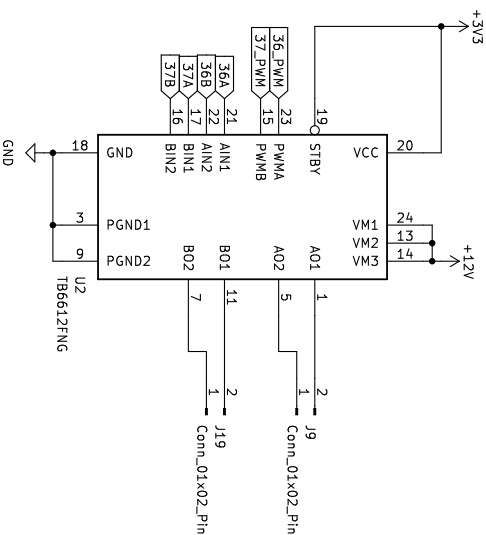 +3V3
36_PWM
37_PWM
36A
36B
37A
37B
19
23
15
21
22
17
16
STBY
PWMA
PWMB
AIN1
AIN2
BIN1
BIN2
VCC
20
18
GND
GND
3
PGND1
9
PGND2
VM1
24
VM2
13
VM3
14
+12V
AO1
AO2
BO1
BO2
1
5
11
7
U2
TB6612FNG
2
1
J9
Conn_01x02_Pin
2
1
J19
Conn_01x02_Pin